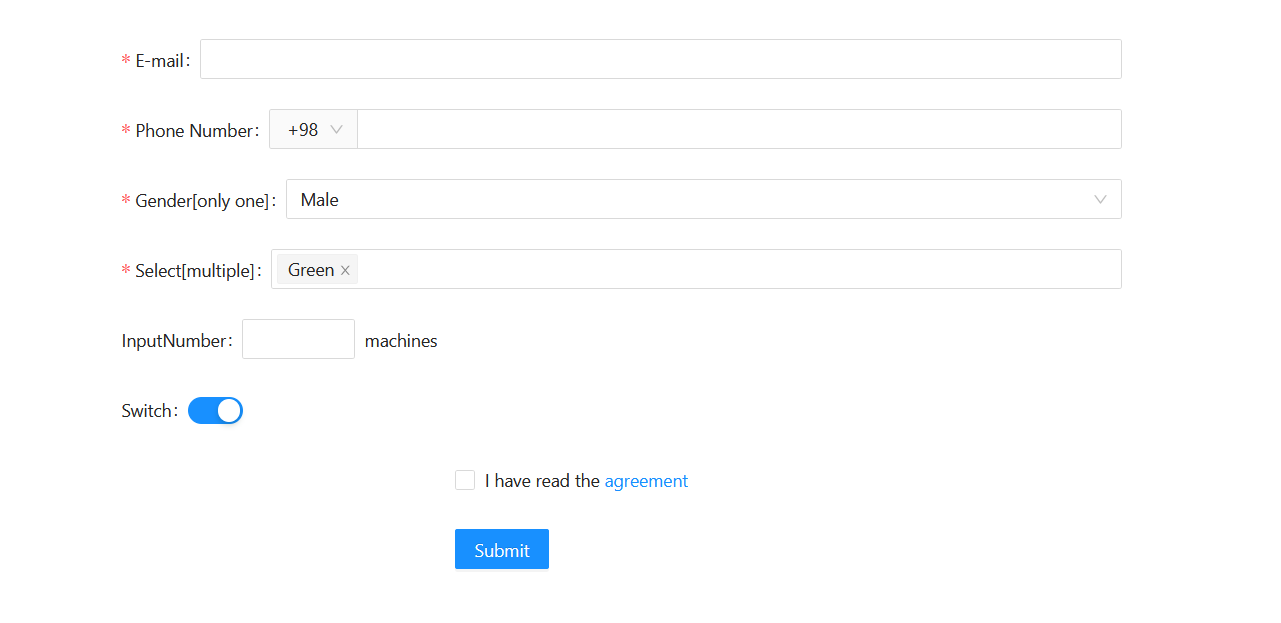 * E-mail:
* Phone Number: +98
* Gender[only one]: Male
* Select[multiple]: Green
InputNumber: machines
Switch:
I have read the agreement
Submit